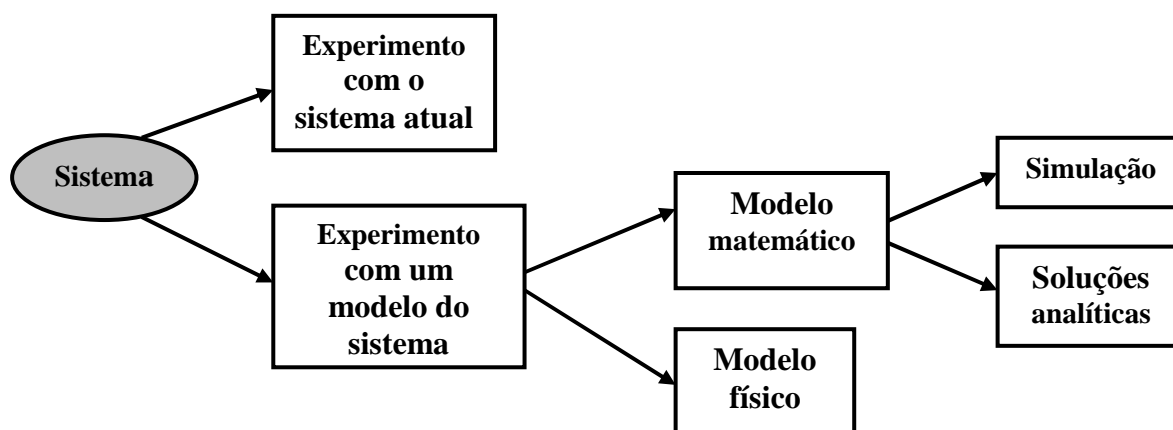 Sistema
Experimento
com o
sistema atual
Experimento
com um
modelo do
sistema
Modelo
matemático
Modelo
físico
Simulação
Soluções
analíticas